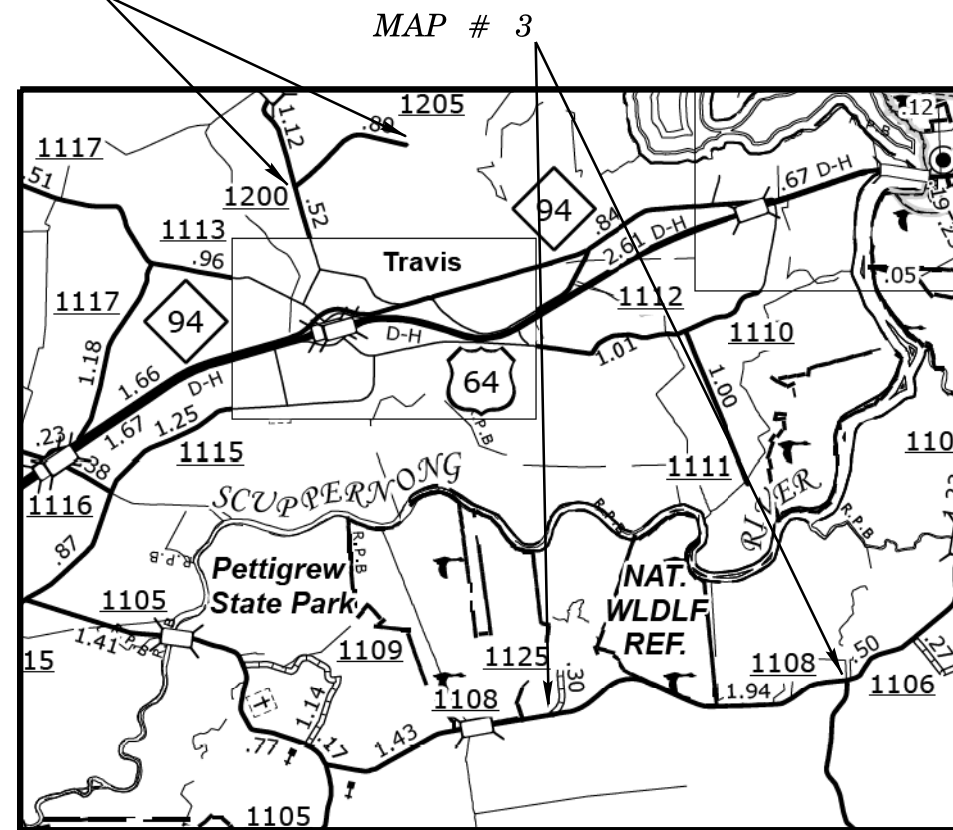 MAP # 3
1205
.80
.12
1.12
R.P.B
1117
.67 D-H
.51
1200
.52
94
.84
.19
1113
2.61 D-H
.96
Travis
.05
1117
1112
94
D-H
1110
1.18
1.01
1.66
D-H
64
1.00
1.67
1.25
R.P.B
.23
1115
110
.38
1111
SCUPPERNONG
1116
RIVER
R.P.B
R.P.B
.87
R.P.B
R.P.B
Pettigrew
State Park
NAT.
WLDLF
REF.
1105
R.P.B
1.41
1109
1125
.50
.27
15
1108
1106
.30
1108
1.94
1.14
.77
.17
1.43
1105